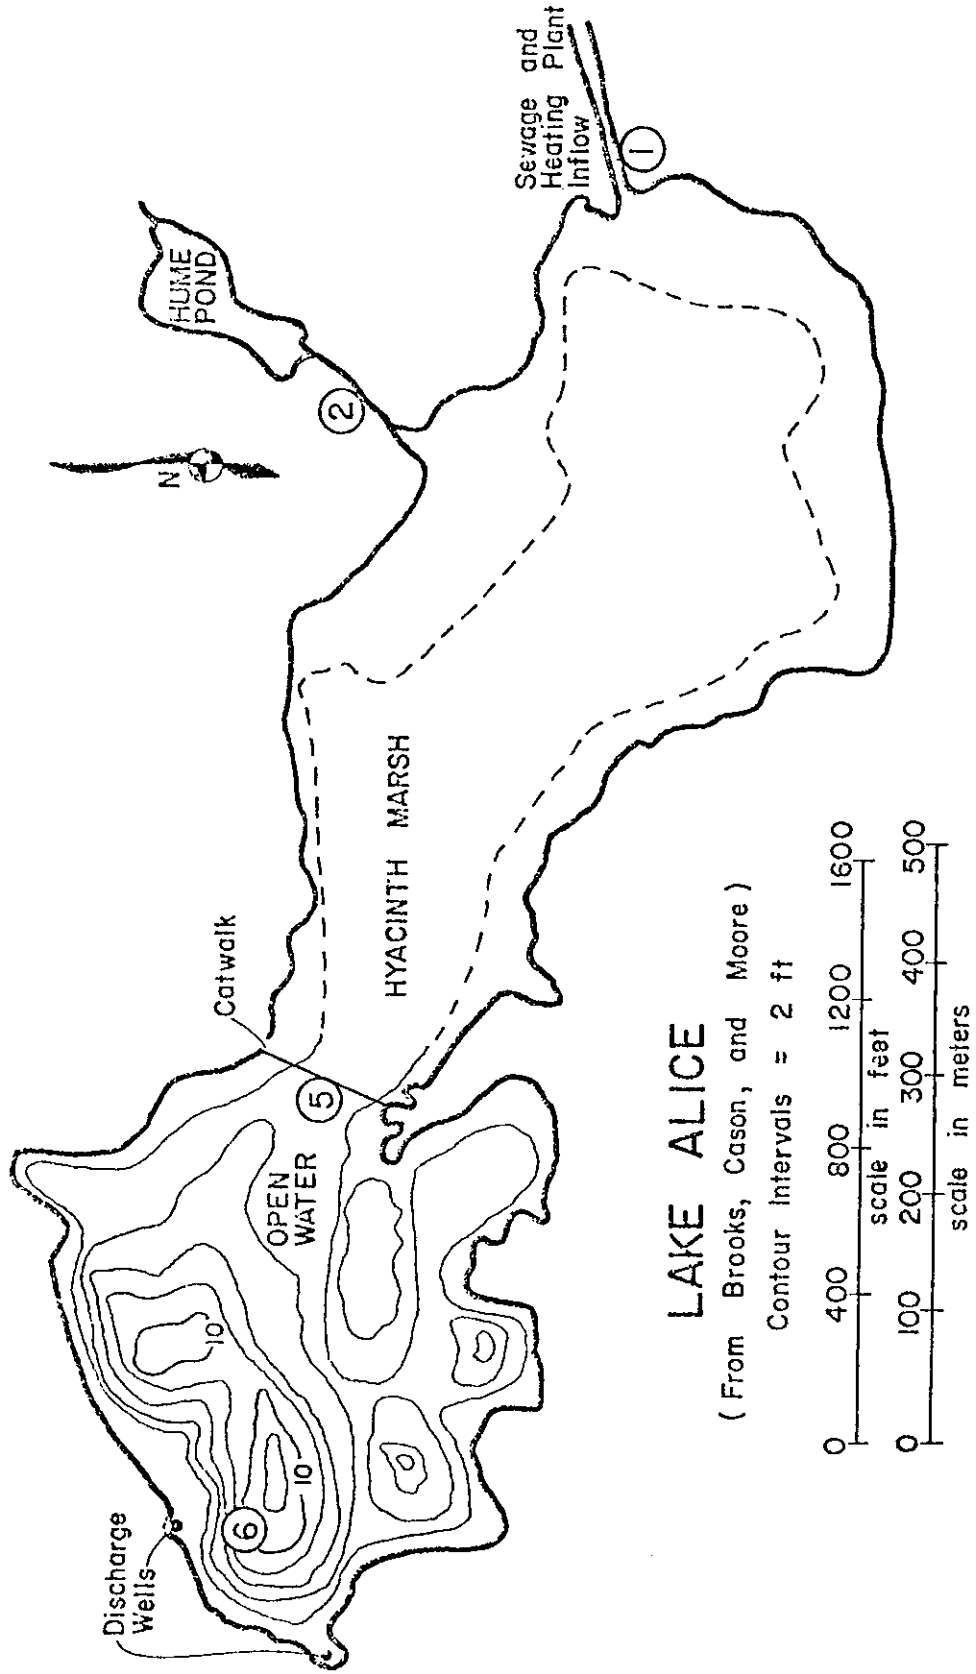 Sewage and
Heating Plant
Inflow
1
HUME
POND
2
N
Catwalk
HYACINTH MARSH
5
OPEN
WATER
10
10
6
Discharge
Wells
LAKE ALICE
( From Brooks, Cason, and Moore )
Contour Intervals = 2 ft
0 400 800 1200 1600
scale in feet
0 100 200 300 400 500
scale in meters